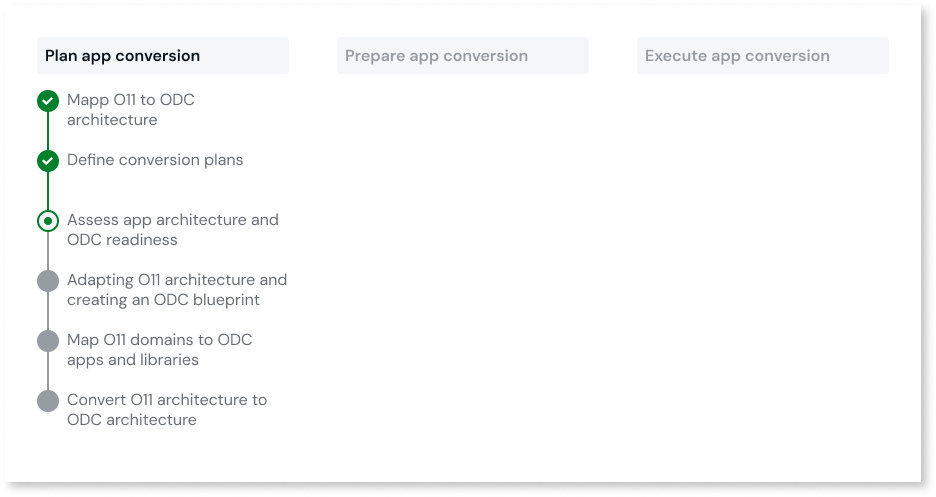 Plan app conversion
Prepare app conversion
Execute app conversion
Mapp O11 to ODC
architecture
Define conversion plans
Assess app architecture and
ODC readiness
Adapting O11 architecture and
creating an ODC blueprint
Map O11 domains to ODC
apps and libraries
Convert O11 architecture to
ODC architecture